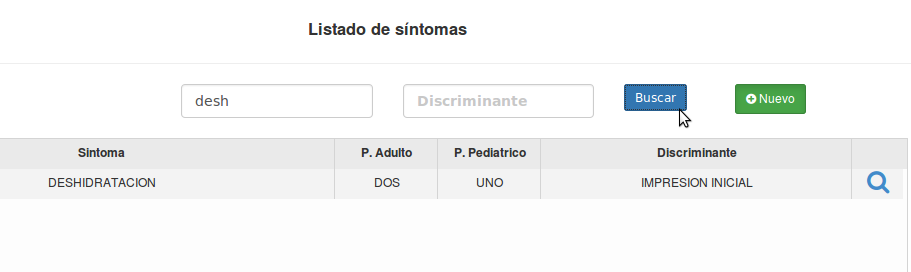 Listado de síntomas
desh Discriminante Buscar Nuevo
Sintoma P. Adulto P. Pediatrico Discriminante
DESHIDRATACION DOS UNO IMPRESION INICIAL